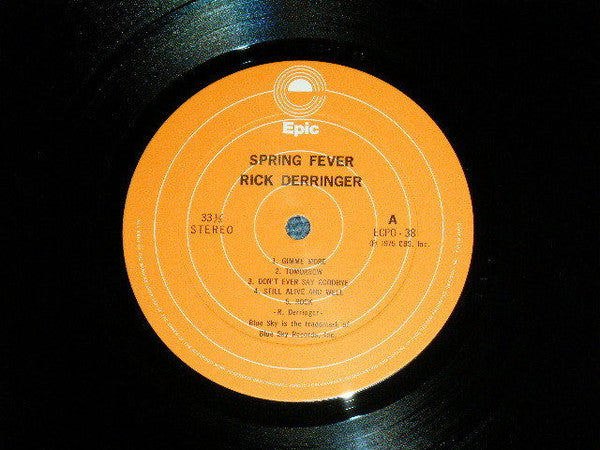 Epic
SPRING FEVER
RICK DERRINGER
33⅓
STEREO
A
ECPO - 38
Ⓟ 1975 CBS, Inc.
1. GIMME MORE
2. TOMORROW
3. DON'T EVER SAY GOODBYE
4. STILL ALIVE AND WELL
5. ROCK
-R. Derringer-
Blue Sky is the trademark of
Blue Sky Records, Inc.